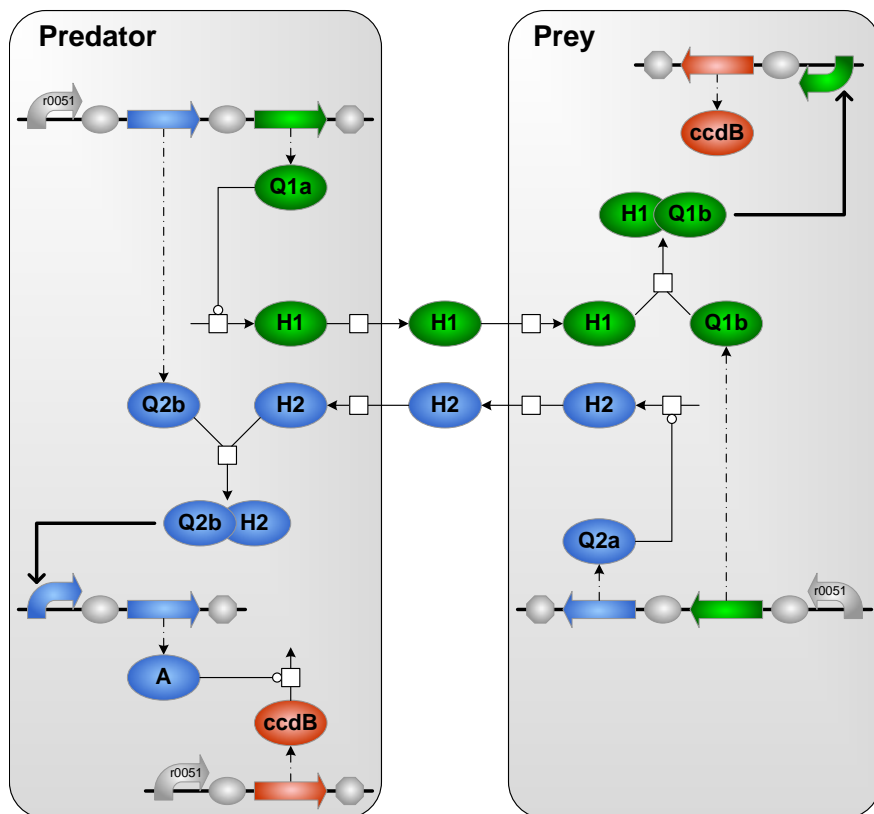 Predator
r0051
Q1a
H1
Q2b
H2
Q2b H2
A
ccdB
r0051
H1
H2
Prey
ccdB
H1 Q1b
H1
Q1b
H2
Q2a
r0051